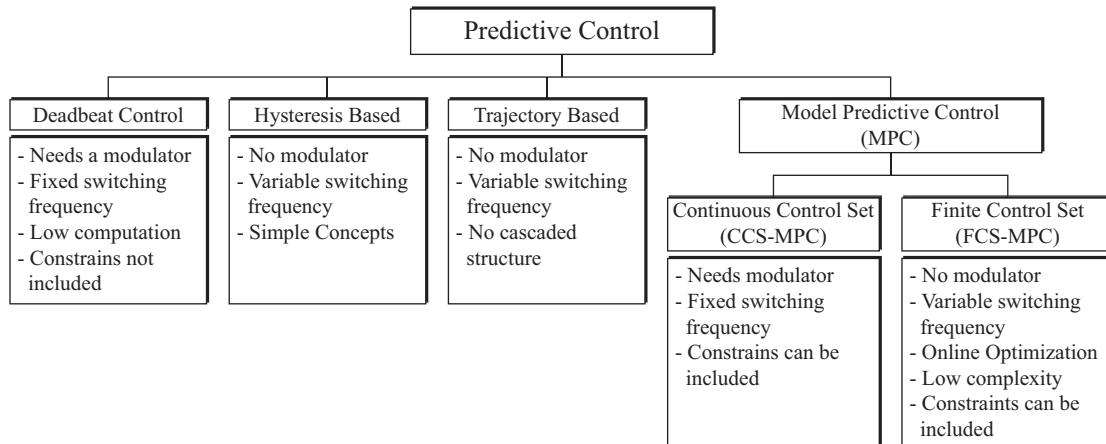 Predictive Control
Deadbeat Control
- Needs a modulator
- Fixed switching
frequency
- Low computation
- Constrains not
included
Hysteresis Based
- No modulator
- Variable switching
frequency
- Simple Concepts
Trajectory Based
- No modulator
- Variable switching
frequency
- No cascaded
structure
Model Predictive Control
(MPC)
Continuous Control Set
(CCS-MPC)
- Needs modulator
- Fixed switching
frequency
- Constrains can be
included
Finite Control Set
(FCS-MPC)
- No modulator
- Variable switching
frequency
- Online Optimization
- Low complexity
- Constraints can be
included